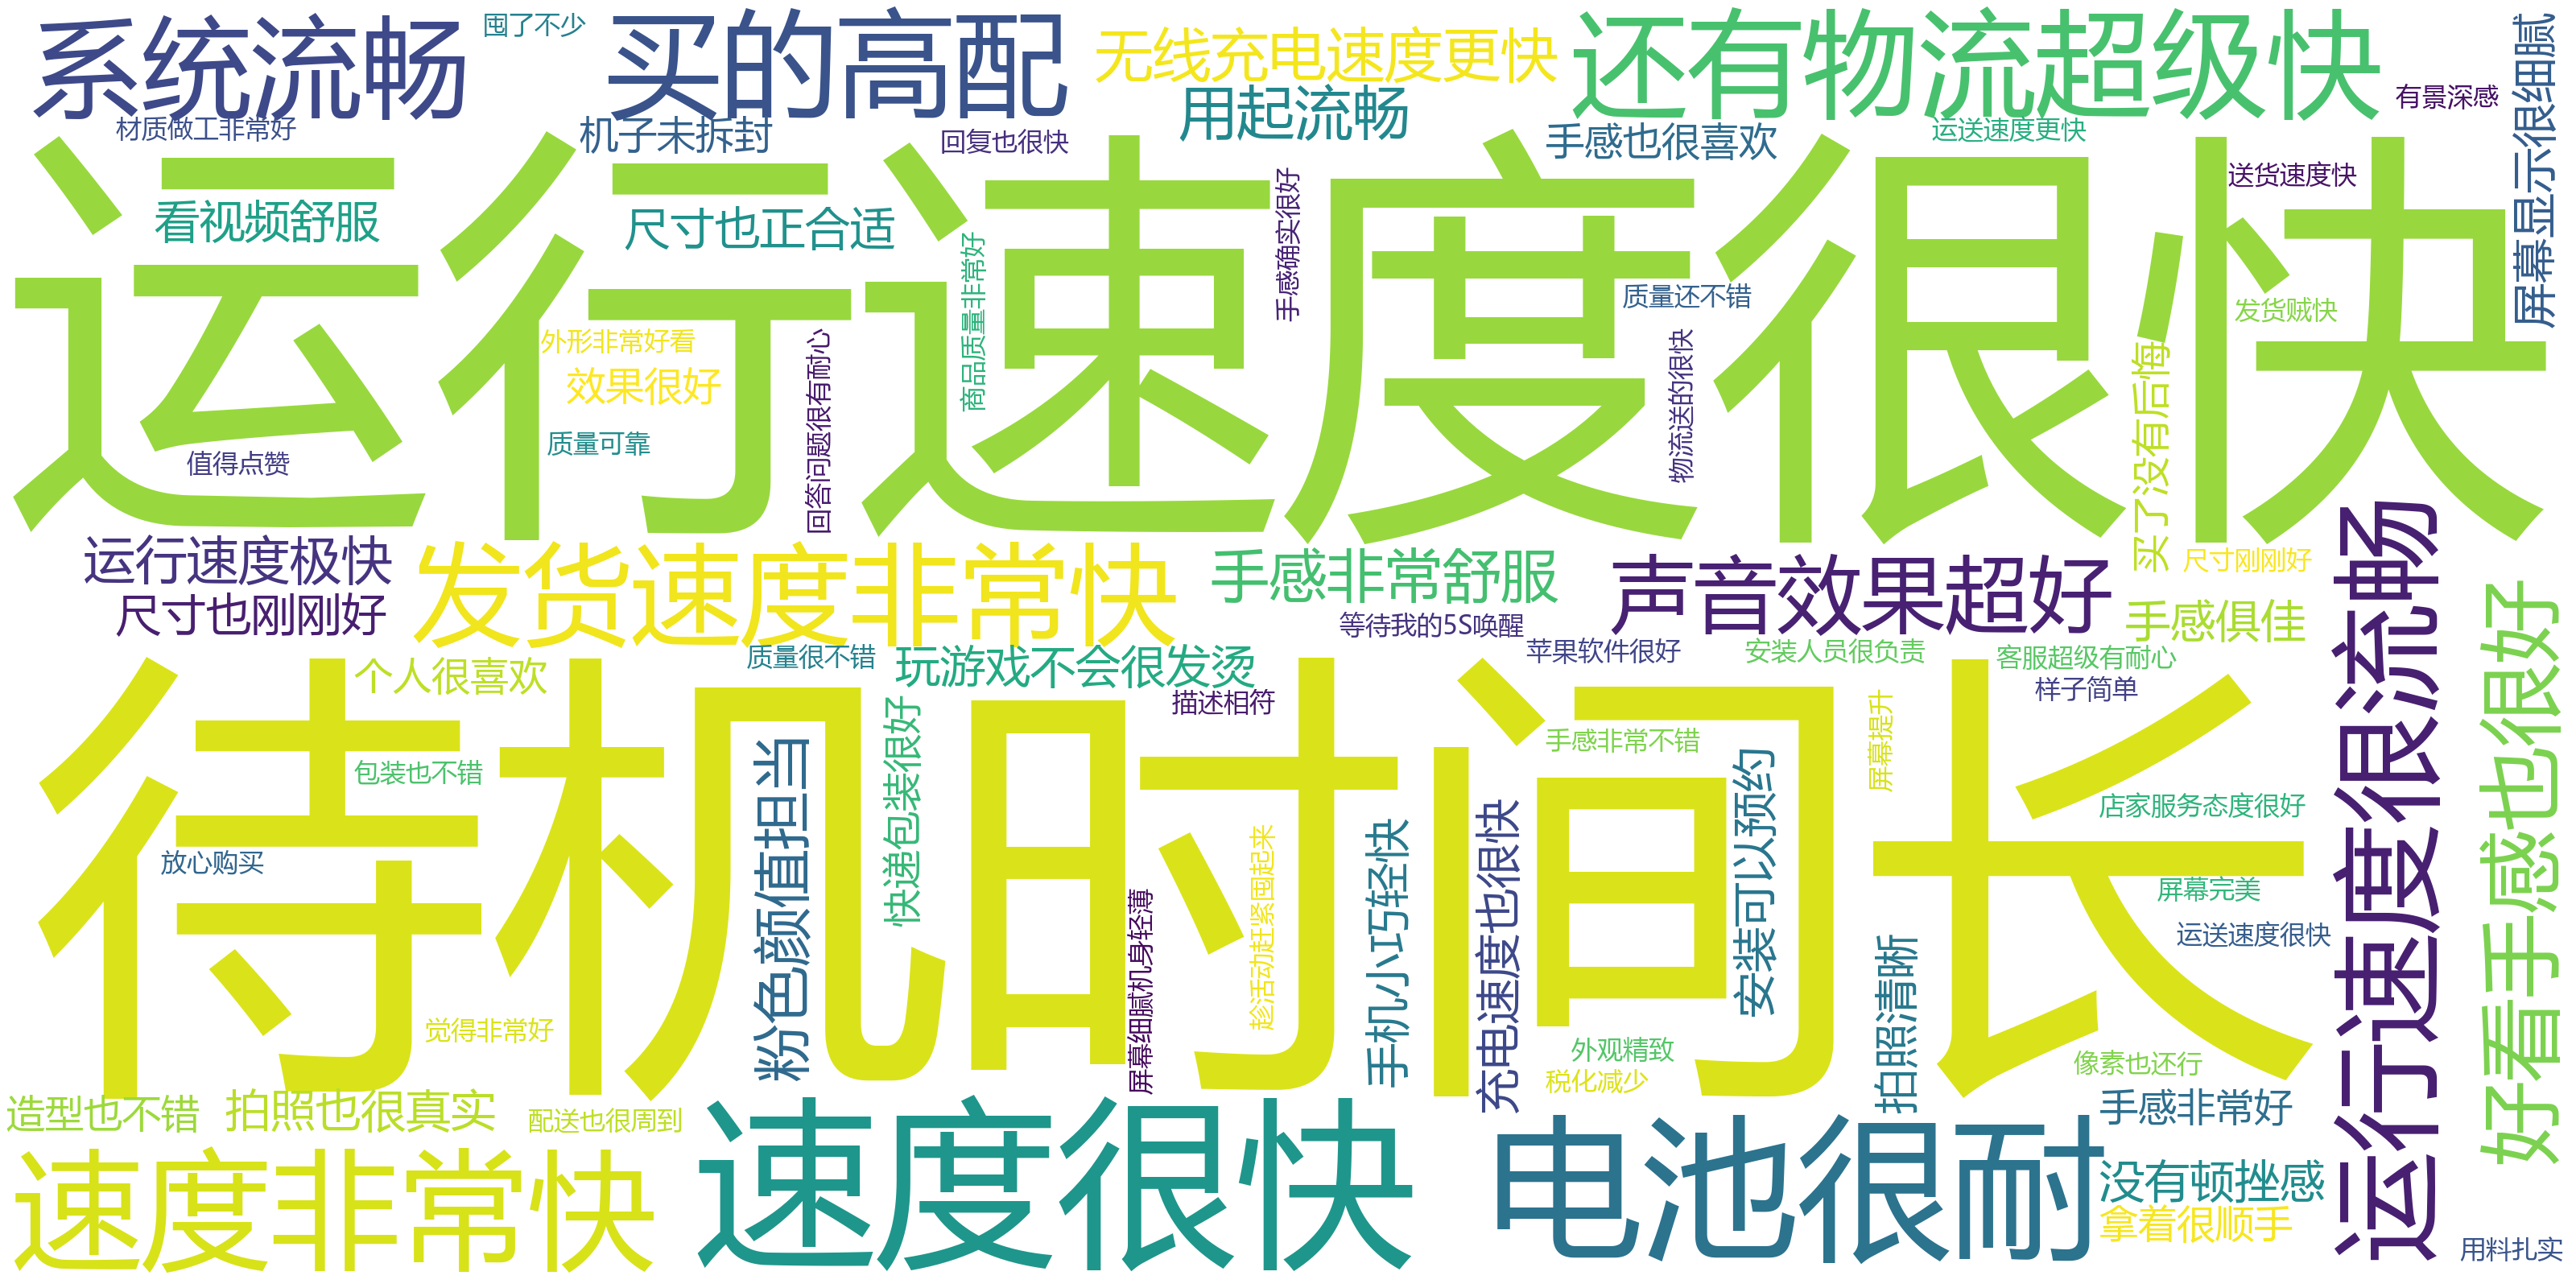 系统流畅
囤了不少
买的高配
无线充电速度更快
还有物流超级快
有景深感
屏幕显示很细腻
材质做工非常好
机子未拆封
回复也很快
用起流畅
手感也很喜欢
运送速度更快
运行速度很快
送货速度快
看视频舒服
尺寸也正合适
商品质量非常好
手感确实很好
质量还不错
发货贼快
外形非常好看
效果很好
回答问题很有耐心
物流送的很快
买了没有后悔
质量可靠
值得点赞
运行速度极快
尺寸也刚刚好
发货速度非常快
手感非常舒服
等待我的5S唤醒
声音效果超好
尺寸刚刚好
手感俱佳
运行速度很流畅
好看手感也很好
个人很喜欢
质量很不错
玩游戏不会很发烫
描述相符
苹果软件很好
安装人员很负责
客服超级有耐心
样子简单
待机时间长
包装也不错
粉色颜值担当
快递包装很好
手感非常不错
屏幕提升
安装可以预约
店家服务态度很好
放心购买
屏幕细腻机身轻薄
趁活动赶紧囤起来
手机小巧轻快
充电速度也很快
拍照清晰
屏幕完美
运送速度很快
觉得非常好
外观精致
税化减少
像素也还行
造型也不错
拍照也很真实
配送也很周到
手感非常好
速度非常快
速度很快
电池很耐
没有顿挫感
拿着很顺手
用料扎实